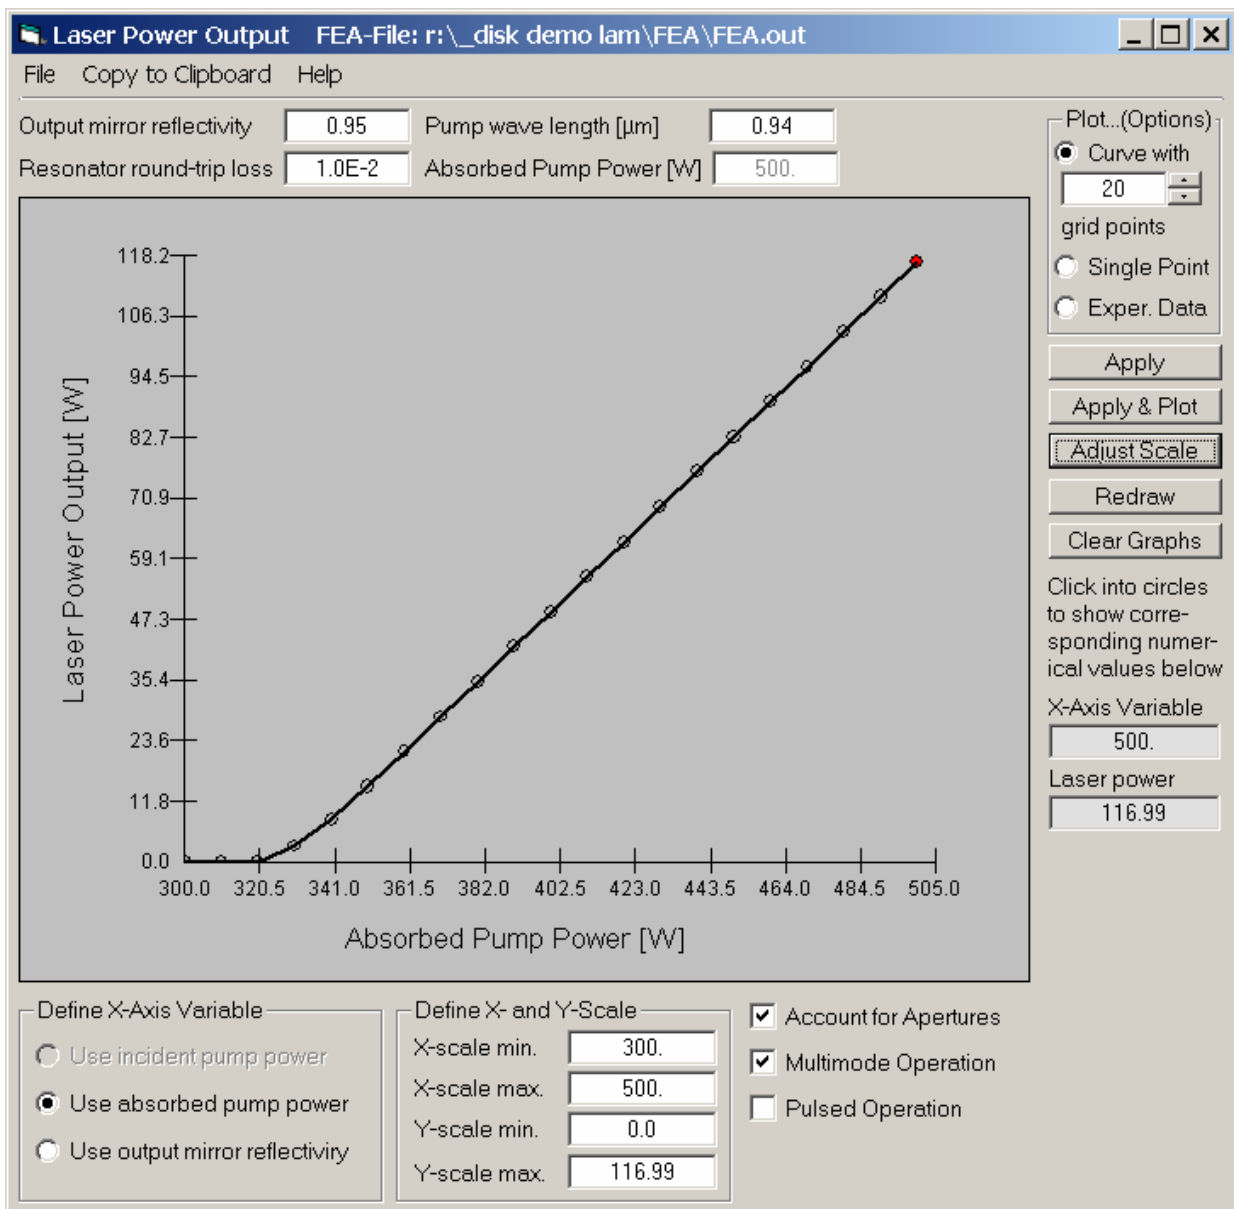 Laser Power Output FEA-File: r:\_disk demo lam\FEA\FEA.out
File Copy to Clipboard Help
Output mirror reflectivity 0.95 Pump wave length [µm] 0.94
Resonator round-trip loss 1.0E-2 Absorbed Pump Power [W] 500.
Plot...(Options)
Curve with
20
grid points
Single Point
Exper. Data
Apply
Apply & Plot
Adjust Scale
Redraw
Clear Graphs
Click into circles
to show corre-
sponding numer-
ical values below
X-Axis Variable
500.
Laser power
116.99
Laser Power Output [W]
118.2
106.3
94.5
82.7
70.9
59.1
47.3
35.4
23.6
11.8
0.0
300.0 320.5 341.0 361.5 382.0 402.5 423.0 443.5 464.0 484.5 505.0
Absorbed Pump Power [W]
Define X-Axis Variable
Use incident pump power
Use absorbed pump power
Use output mirror reflectiviry
Define X- and Y-Scale
X-scale min. 300.
X-scale max. 500.
Y-scale min. 0.0
Y-scale max. 116.99
Account for Apertures
Multimode Operation
Pulsed Operation